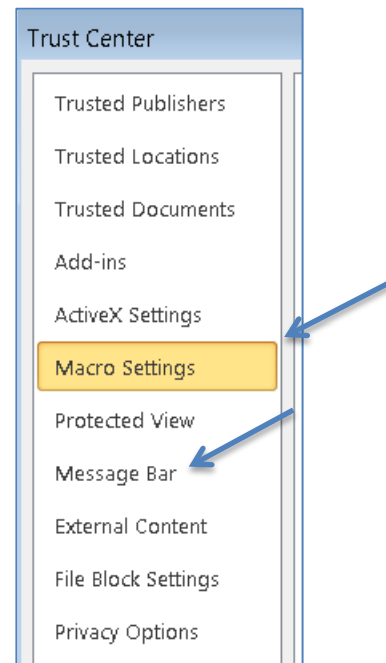 Trust Center
Trusted Publishers
Trusted Locations
Trusted Documents
Add-ins
ActiveX Settings
Macro Settings
Protected View
Message Bar
External Content
File Block Settings
Privacy Options